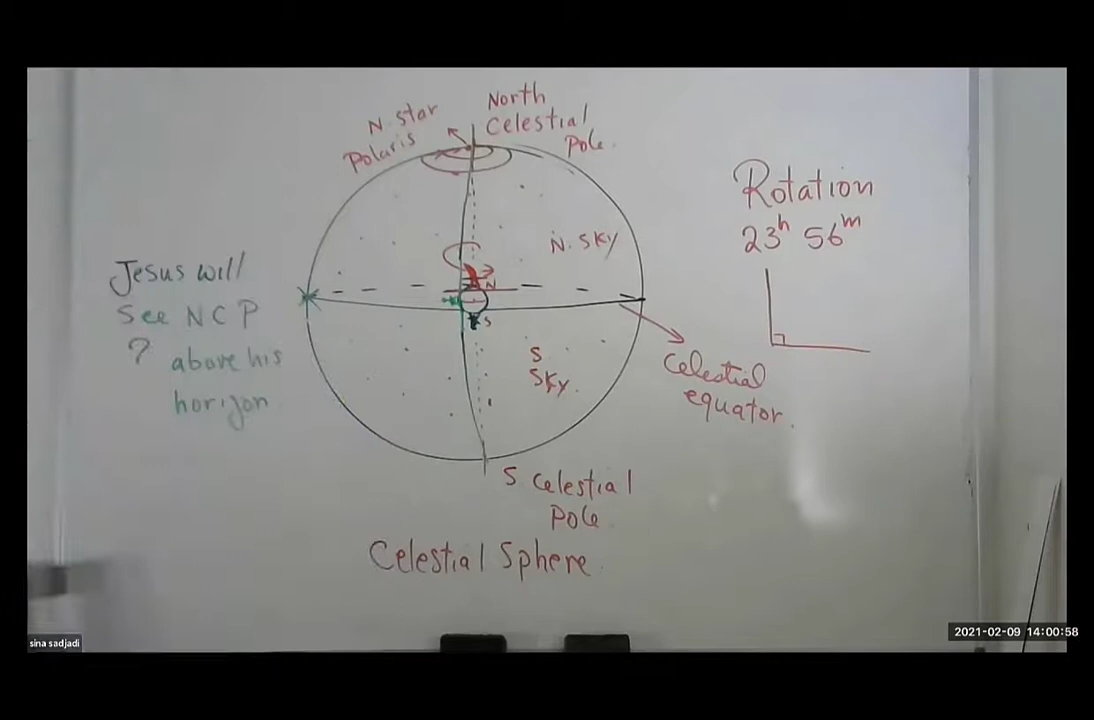 N. Star
Polaris
North
Celestial
Pole.
N. SKY
Rotation
23h 56m
Jesus will
See NCP
? above his
horizon
N
S
S
SKY.
Celestial
equator.
S Celestial
Pole
Celestial Sphere
sina sadjadi
2021-02-09 14:00:58